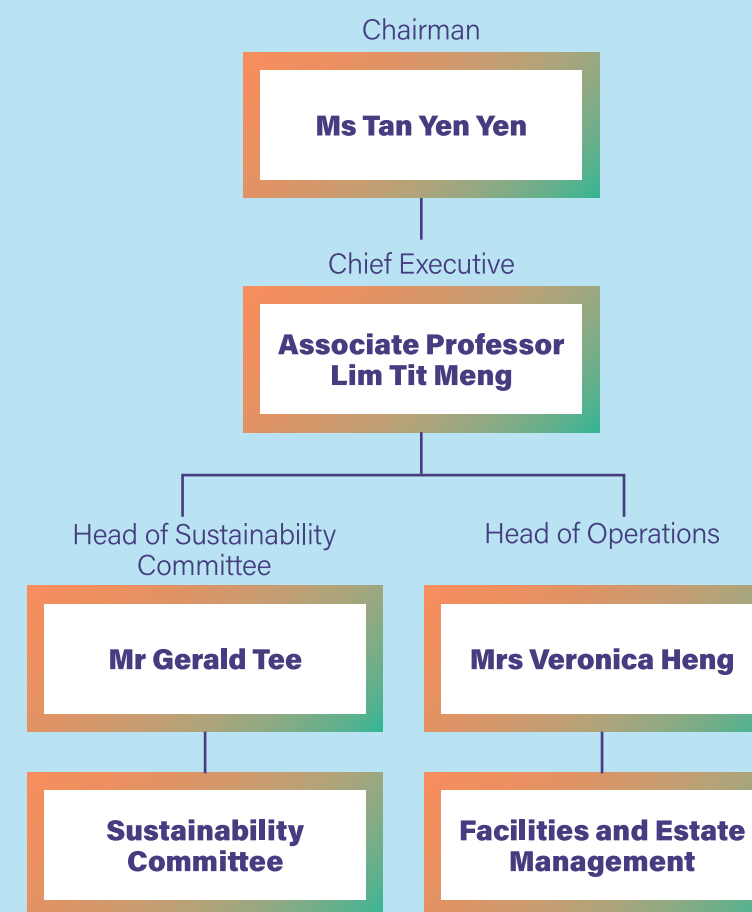 Chairman
Ms Tan Yen Yen
Chief Executive
Associate Professor
Lim Tit Meng
Head of Sustainability
Committee
Mr Gerald Tee
Sustainability
Committee
Head of Operations
Mrs Veronica Heng
Facilities and Estate
Management